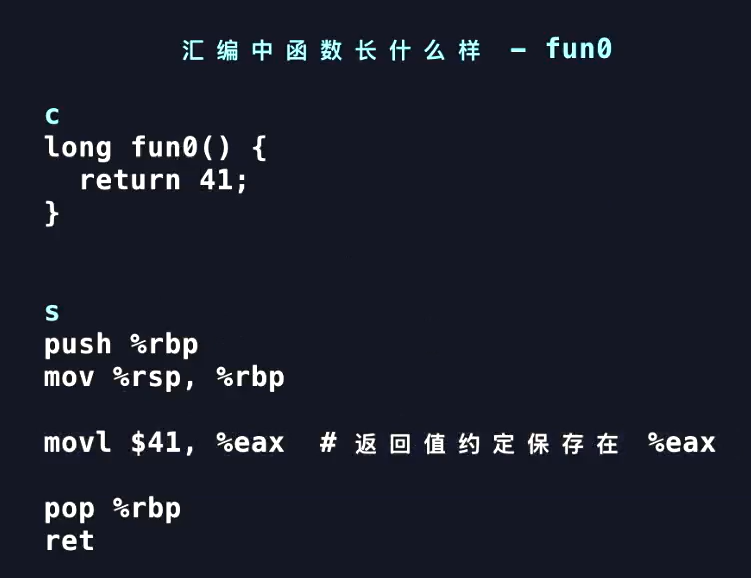 汇编中函数长什么样 - fun0
c
long fun0() {
  return 41;
}
s
push %rbp
mov %rsp, %rbp
movl $41, %eax  # 返回值约定保存在 %eax
pop %rbp
ret